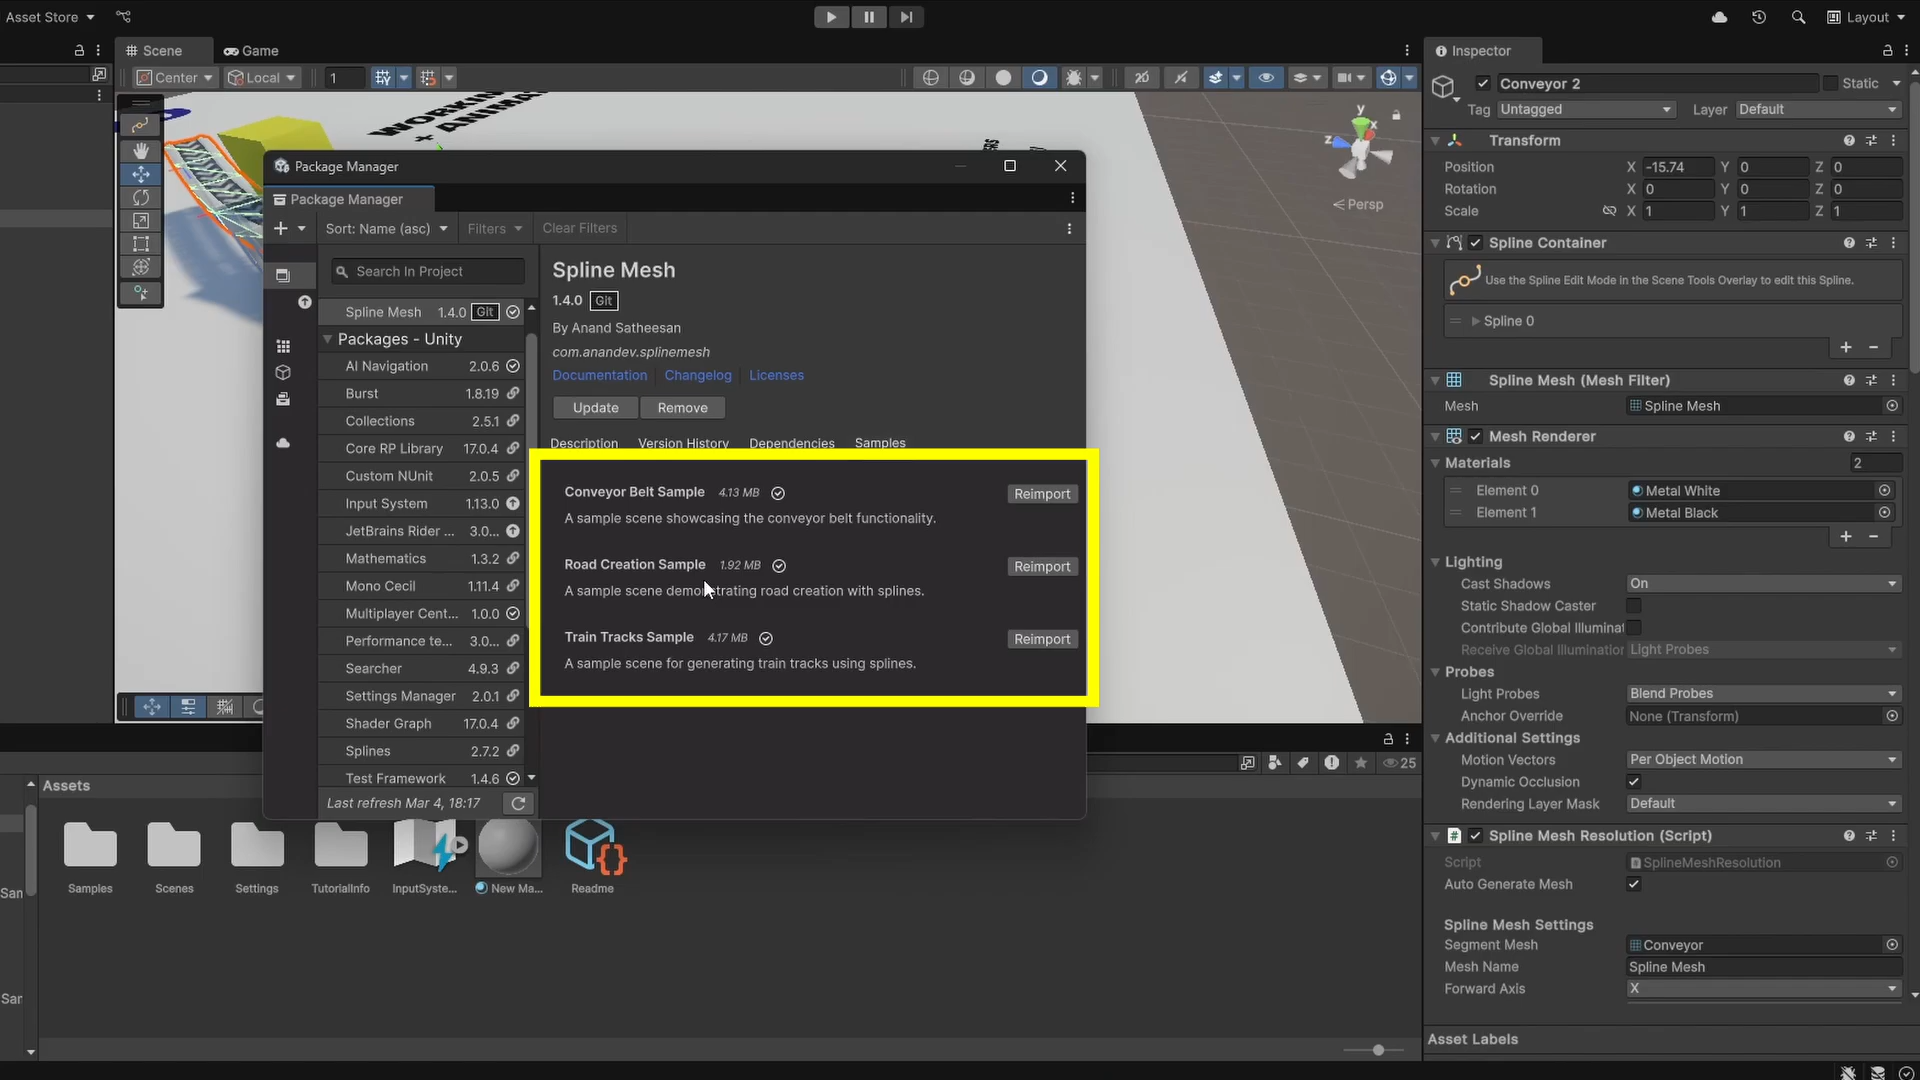 Asset Store
Layout
Scene
Game
Inspector
Center
Local
1
Conveyor 2
Static
Tag
Untagged
Layer
Default
WORKIN
+ ANIMA
y
x
z
< Persp
Transform
Position
X -15.74 Y 0 Z 0
Rotation
X 0 Y 0 Z 0
Scale
X 1 Y 1 Z 1
Spline Container
Use the Spline Edit Mode in the Scene Tools Overlay to edit this Spline.
Spline 0
Spline Mesh (Mesh Filter)
Mesh
Spline Mesh
Mesh Renderer
Materials
2
Element 0
Metal White
Element 1
Metal Black
Lighting
Cast Shadows
On
Static Shadow Caster
Contribute Global Illuminat
Receive Global Illumination
Light Probes
Probes
Light Probes
Blend Probes
Anchor Override
None (Transform)
Additional Settings
Motion Vectors
Per Object Motion
Dynamic Occlusion
Rendering Layer Mask
Default
Spline Mesh Resolution (Script)
Script
SplineMeshResolution
Auto Generate Mesh
Spline Mesh Settings
Segment Mesh
Conveyor
Mesh Name
Spline Mesh
Forward Axis
X
Asset Labels
Package Manager
Package Manager
Sort: Name (asc)
Filters
Clear Filters
Search In Project
Spline Mesh 1.4.0 Git
Packages - Unity
AI Navigation 2.0.6
Burst 1.8.19
Collections 2.5.1
Core RP Library 17.0.4
Custom NUnit 2.0.5
Input System 1.13.0
JetBrains Rider ... 3.0...
Mathematics 1.3.2
Mono Cecil 1.11.4
Multiplayer Cent... 1.0.0
Performance te... 3.0...
Searcher 4.9.3
Settings Manager 2.0.1
Shader Graph 17.0.4
Splines 2.7.2
Test Framework 1.4.6
Last refresh Mar 4, 18:17
Spline Mesh
1.4.0 Git
By Anand Satheesan
com.anandev.splinemesh
Documentation
Changelog
Licenses
Update
Remove
Description
Version History
Dependencies
Samples
Conveyor Belt Sample 4.13 MB
Reimport
A sample scene showcasing the conveyor belt functionality.
Road Creation Sample 1.92 MB
Reimport
A sample scene demonstrating road creation with splines.
Train Tracks Sample 4.17 MB
Reimport
A sample scene for generating train tracks using splines.
25
Assets
Samples
Scenes
Settings
TutorialInfo
InputSyste...
New Ma...
Readme
San
Sar